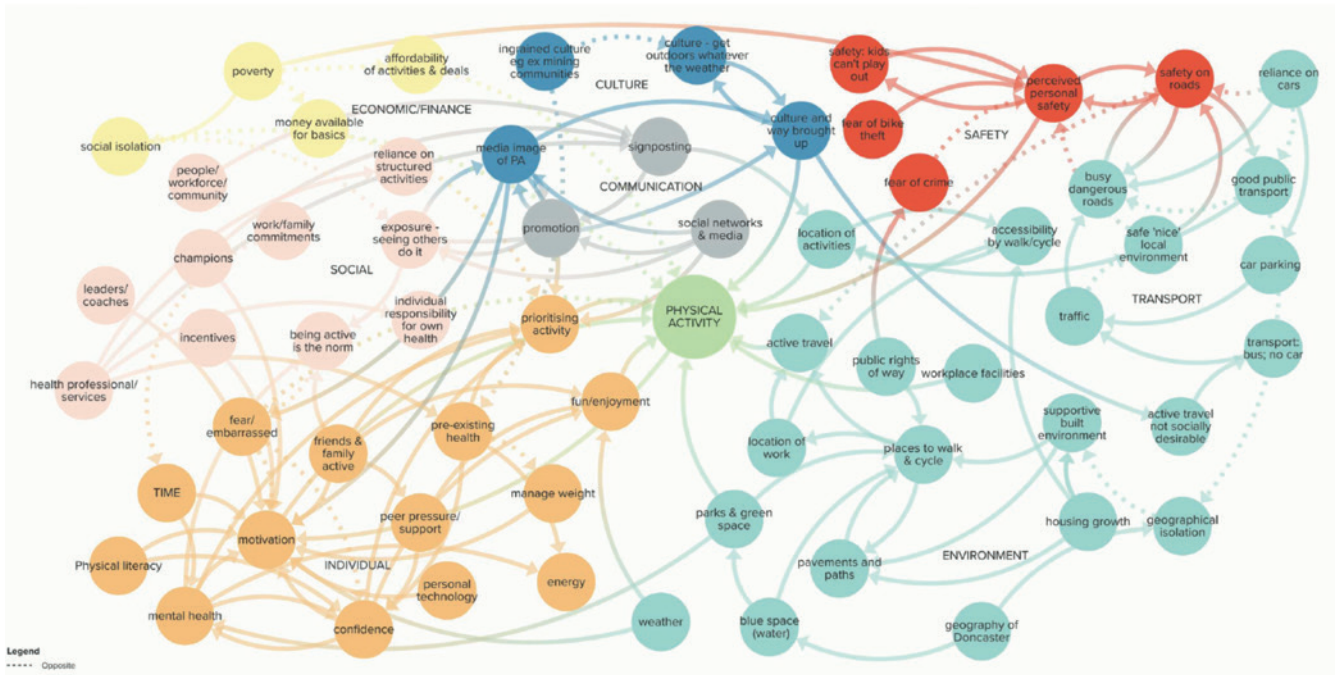 poverty
affordability
of activities & deals
ingrained culture
eg ex mining
communities
culture - get
outdoors whatever
the weather
CULTURE
safety: kids
can't play
out
perceived
personal
safety
safety on
roads
reliance on
cars
ECONOMIC/FINANCE
money available
for basics
social isolation
media image
of PA
signposting
culture and
way brought
up
fear of bike
theft
SAFETY
people/
workforce/
community
reliance on
structured
activities
COMMUNICATION
fear of crime
busy
dangerous
roads
good public
transport
work/family
commitments
exposure -
seeing others
do it
promotion
social networks
& media
location of
activities
accessibility
by walk/cycle
safe 'nice'
local
environment
champions
SOCIAL
car parking
leaders/
coaches
individual
responsibility
for own
health
prioritising
activity
PHYSICAL
ACTIVITY
TRANSPORT
traffic
incentives
being active
is the norm
active travel
public rights
of way
workplace facilities
transport:
bus; no car
health professional/
services
fear/
embarrassed
friends &
family
active
pre-existing
health
fun/enjoyment
supportive
built
environment
active travel
not socially
desirable
location of
work
places to walk
& cycle
TIME
manage weight
peer pressure/
support
parks & green
space
housing growth
geographical
isolation
motivation
Physical literacy
INDIVIDUAL
personal
technology
energy
pavements and
paths
ENVIRONMENT
mental health
confidence
weather
blue space
(water)
geography of
Doncaster
Legend
Opposite